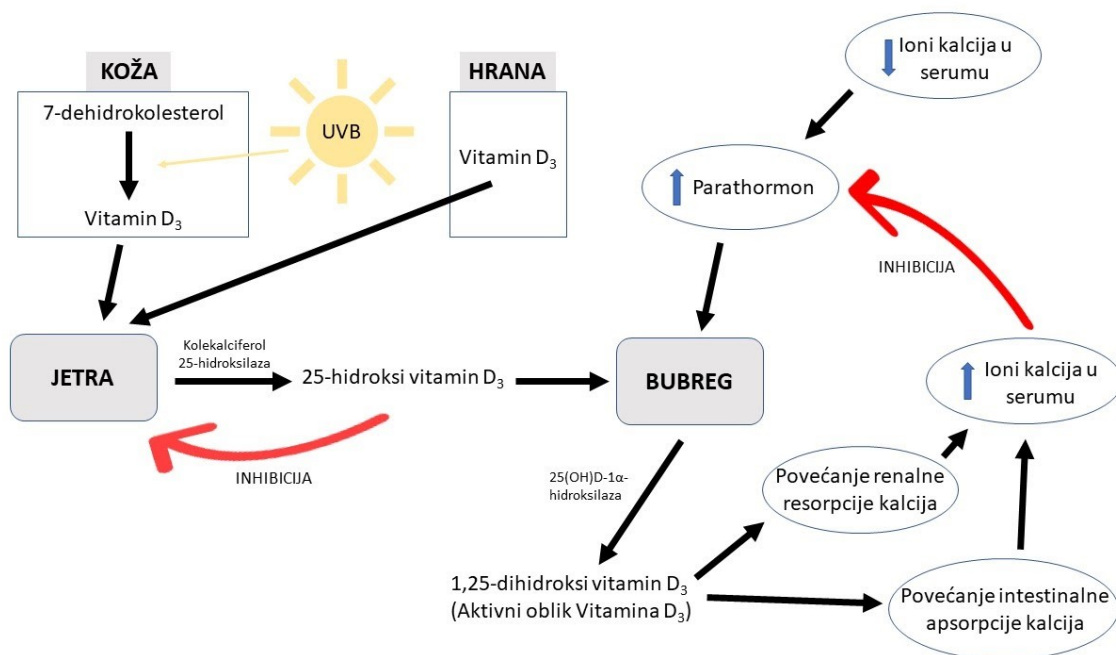 KOŽA
7-dehidrokolesterol
Vitamin D₃
UVB
HRANA
Vitamin D₃
Ioni kalcija u
serumu
Parathormon
INHIBICIJA
JETRA
Kolekalciferol
25-hidroksilaza
25-hidroksi vitamin D₃
INHIBICIJA
BUBREG
Ioni kalcija u
serumu
25(OH)D-1α-
hidroksilaza
Povećanje renalne
resorpcije kalcija
1,25-dihidroksi vitamin D₃
(Aktivni oblik Vitamina D₃)
Povećanje intestinalne
apsorpcije kalcija